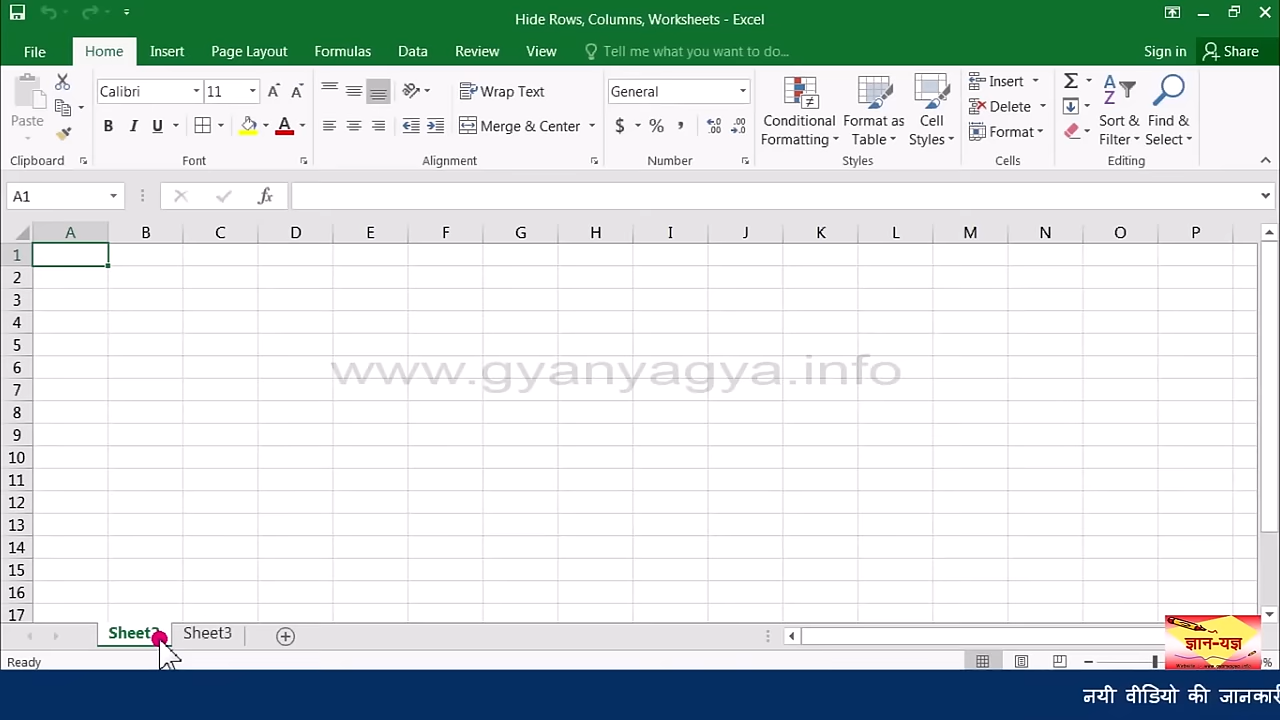 Hide Rows, Columns, Worksheets - Excel
File Home Insert Page Layout Formulas Data Review View Tell me what you want to do... Sign in Share
Paste Calibri 11 Wrap Text General Insert
B I U Merge & Center $ % , Conditional Formatting Format as Table Cell Styles Delete Format Sort & Filter Find & Select
Clipboard Font Alignment Number Styles Cells Editing
A1 fx
A B C D E F G H I J K L M N O P
1
2
3
4
5
6
www.gyanyagya.info
7
8
9
10
11
12
13
14
15
16
17
Sheet2 Sheet3
ज्ञान-यज्ञ
Ready
नयी वीडियो की जानकारी